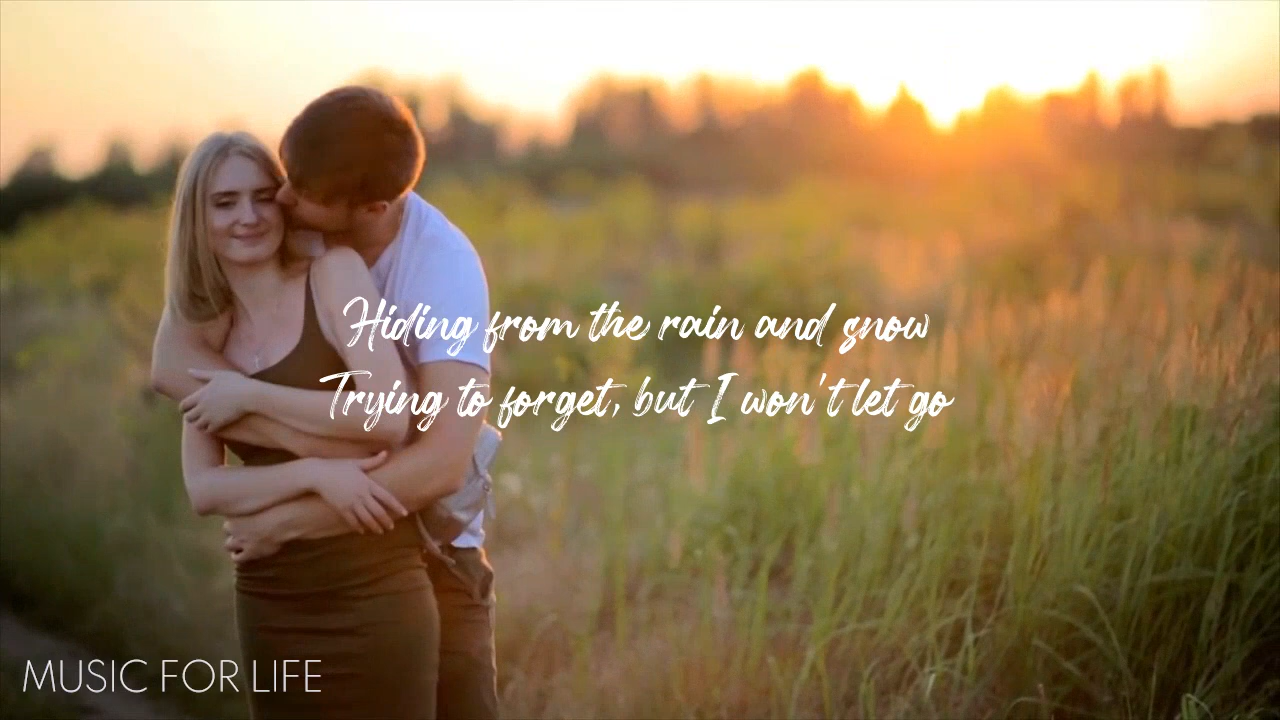 Hiding from the rain and snow
Trying to forget, but I won't let go
MUSIC FOR LIFE